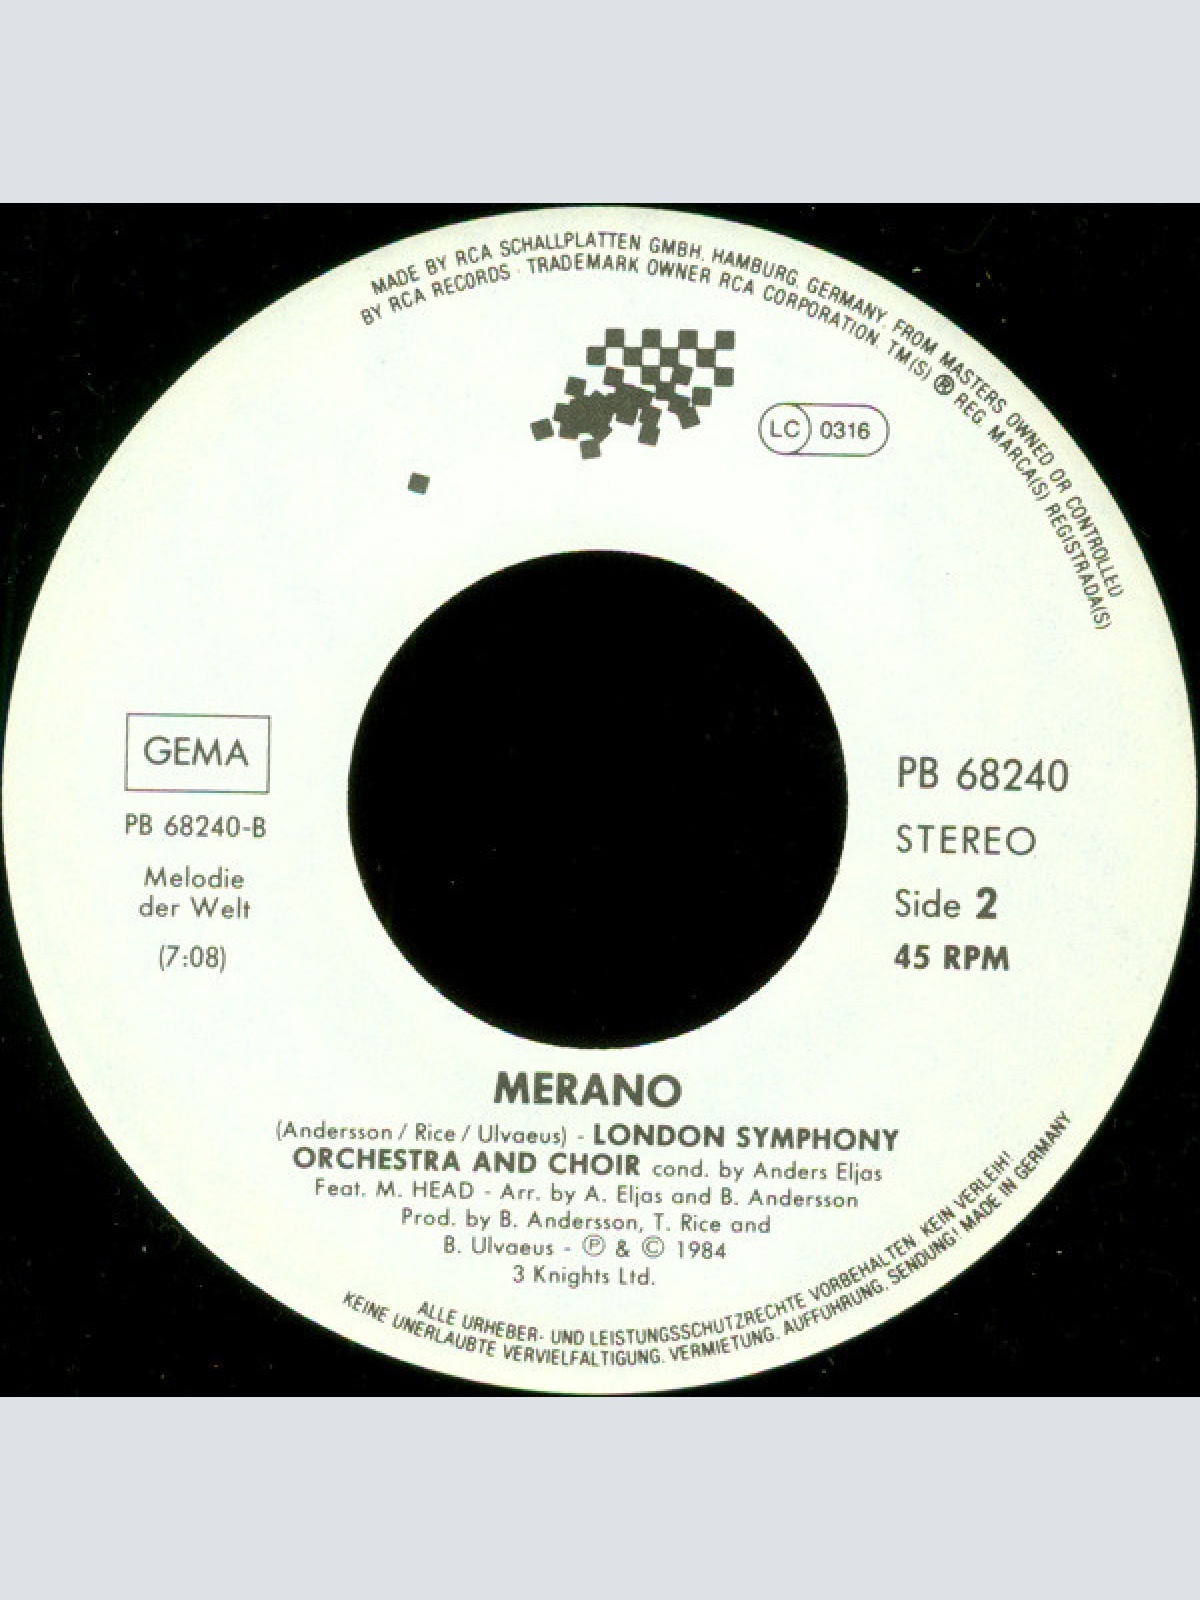 MADE BY RCA SCHALLPLATTEN GMBH, HAMBURG, GERMANY, FROM MASTERS OWNED OR CONTROLLED
BY RCA RECORDS · TRADEMARK OWNER RCA CORPORATION. TM(S) ® REG. MARCA(S) REGISTRADA(S)
LC 0316
GEMA
PB 68240-B
Melodie
der Welt
(7:08)
PB 68240
STEREO
Side 2
45 RPM
MERANO
(Andersson / Rice / Ulvaeus) - LONDON SYMPHONY
ORCHESTRA AND CHOIR cond. by Anders Eljas
Feat. M. HEAD - Arr. by A. Eljas and B. Andersson
Prod. by B. Andersson, T. Rice and
B. Ulvaeus - ℗ & © 1984
3 Knights Ltd.
ALLE URHEBER- UND LEISTUNGSSCHUTZRECHTE VORBEHALTEN. KEIN VERLEIH!
KEINE UNERLAUBTE VERVIELFÄLTIGUNG, VERMIETUNG, AUFFÜHRUNG, SENDUNG! MADE IN GERMANY